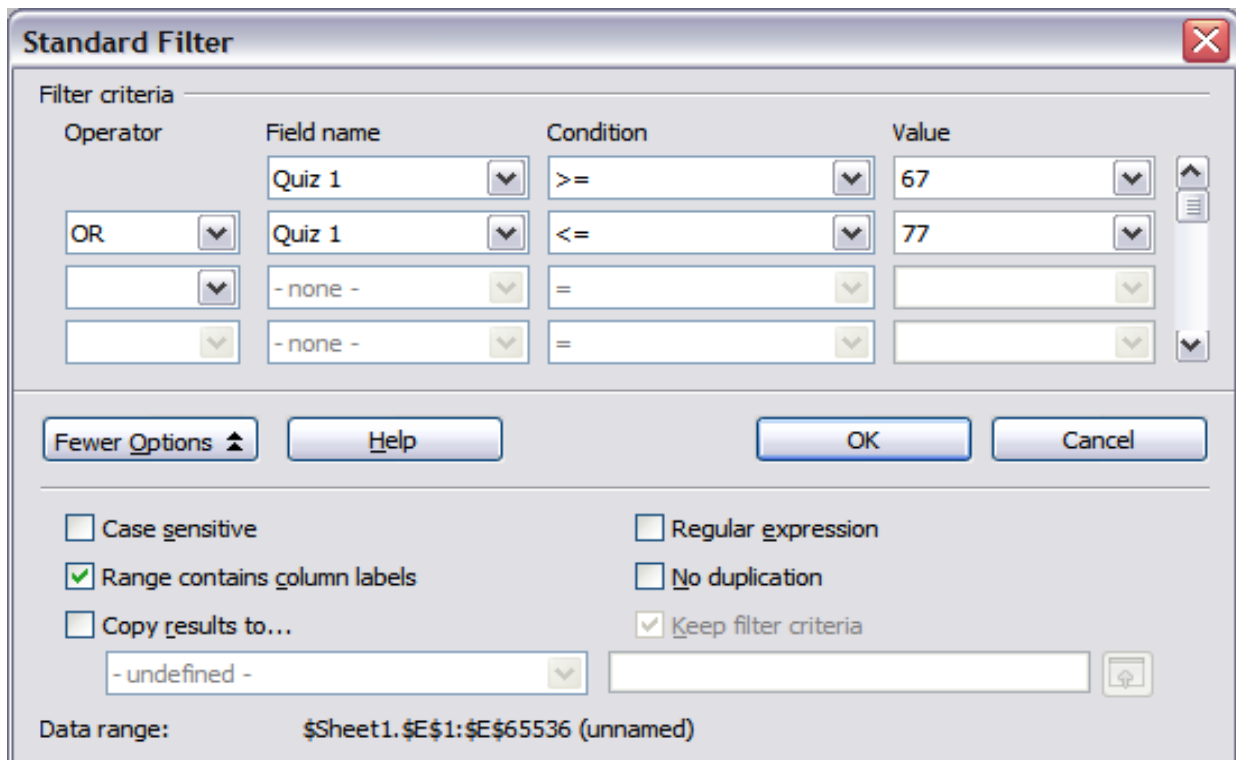 Standard Filter
Filter criteria
Operator Field name Condition Value
Quiz 1 >= 67
OR Quiz 1 <= 77
- none - =
- none - =
Fewer Options Help OK Cancel
Case sensitive Regular expression
Range contains column labels No duplication
Copy results to... Keep filter criteria
- undefined -
Data range: $Sheet1.$E$1:$E$65536 (unnamed)